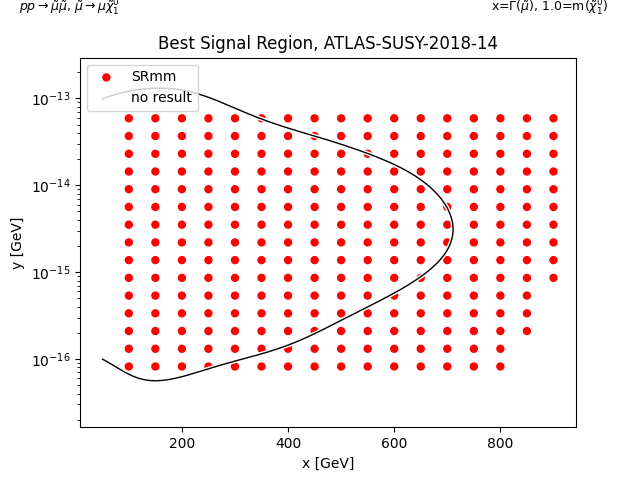 pp → μ̃μ̃, μ̃ → μχ̃⁰₁ x=Γ(μ̃), 1.0=m(χ̃⁰₁)
Best Signal Region, ATLAS-SUSY-2018-14
SRmm
no result
10⁻¹³
10⁻¹⁴
10⁻¹⁵
10⁻¹⁶
y [GeV]
200 400 600 800
x [GeV]